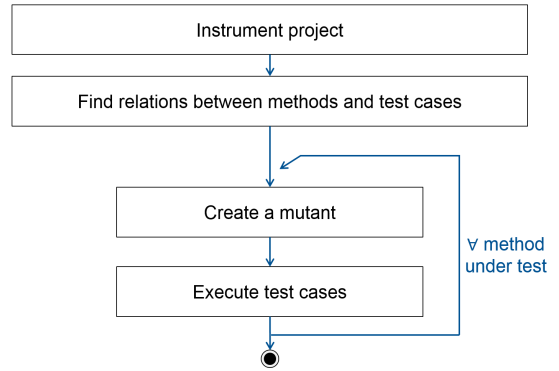 Instrument project
Find relations between methods and test cases
Create a mutant
∀ method
under test
Execute test cases